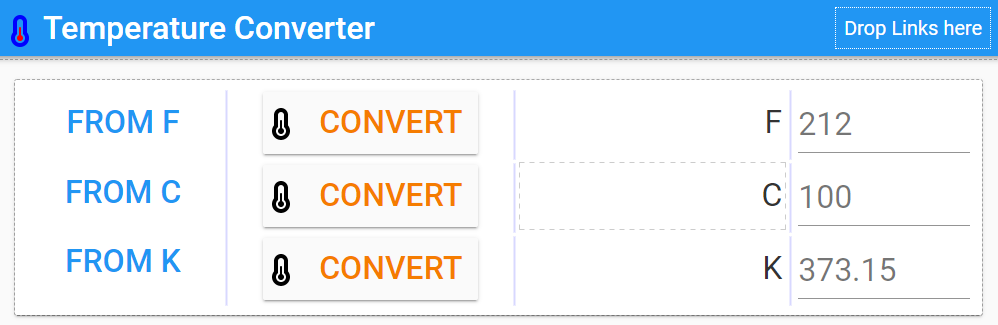 Temperature Converter
Drop Links here
FROM F CONVERT F 212
FROM C CONVERT C 100
FROM K CONVERT K 373.15